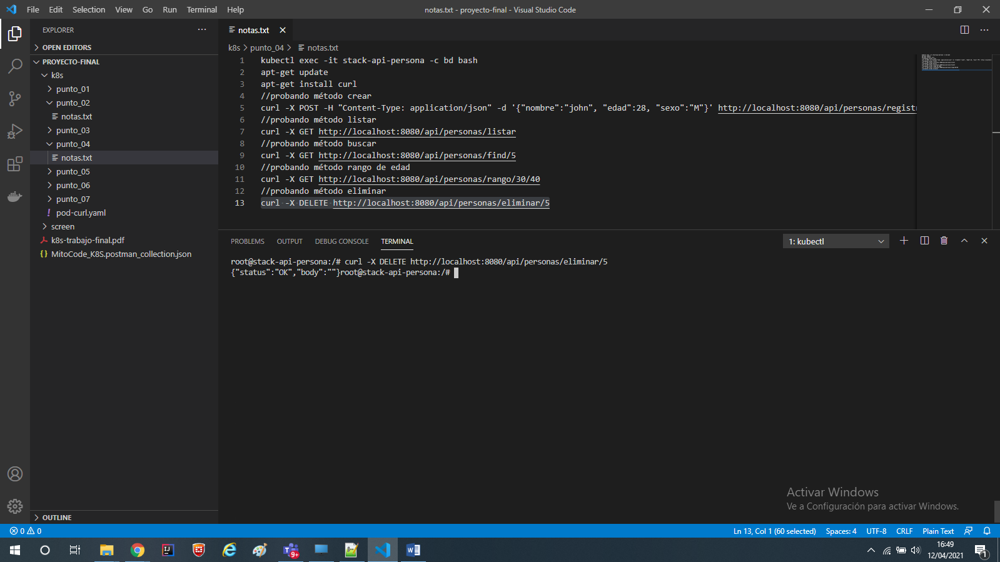 File Edit Selection View Go Run Terminal Help
notas.txt - proyecto-final - Visual Studio Code
EXPLORER
OPEN EDITORS
PROYECTO-FINAL
k8s
punto_01
punto_02
notas.txt
punto_03
punto_04
notas.txt
punto_05
punto_06
punto_07
pod-curl.yaml
screen
k8s-trabajo-final.pdf
MitoCode_K8S.postman_collection.json
OUTLINE
notas.txt
k8s > punto_04 > notas.txt
1 kubectl exec -it stack-api-persona -c bd bash
2 apt-get update
3 apt-get install curl
4 //probando método crear
5 curl -X POST -H "Content-Type: application/json" -d '{"nombre":"john", "edad":28, "sexo":"M"}' http://localhost:8080/api/personas/regist
6 //probando método listar
7 curl -X GET http://localhost:8080/api/personas/listar
8 //probando método buscar
9 curl -X GET http://localhost:8080/api/personas/find/5
10 //probando método rango de edad
11 curl -X GET http://localhost:8080/api/personas/rango/30/40
12 //probando método eliminar
13 curl -X DELETE http://localhost:8080/api/personas/eliminar/5
PROBLEMS OUTPUT DEBUG CONSOLE TERMINAL
1: kubectl
root@stack-api-persona:/# curl -X DELETE http://localhost:8080/api/personas/eliminar/5
{"status":"OK","body":""}root@stack-api-persona:/#
Activar Windows
Ve a Configuración para activar Windows.
0 0
Ln 13, Col 1 (60 selected) Spaces: 4 UTF-8 CRLF Plain Text
9+
16:49
12/04/2021
1